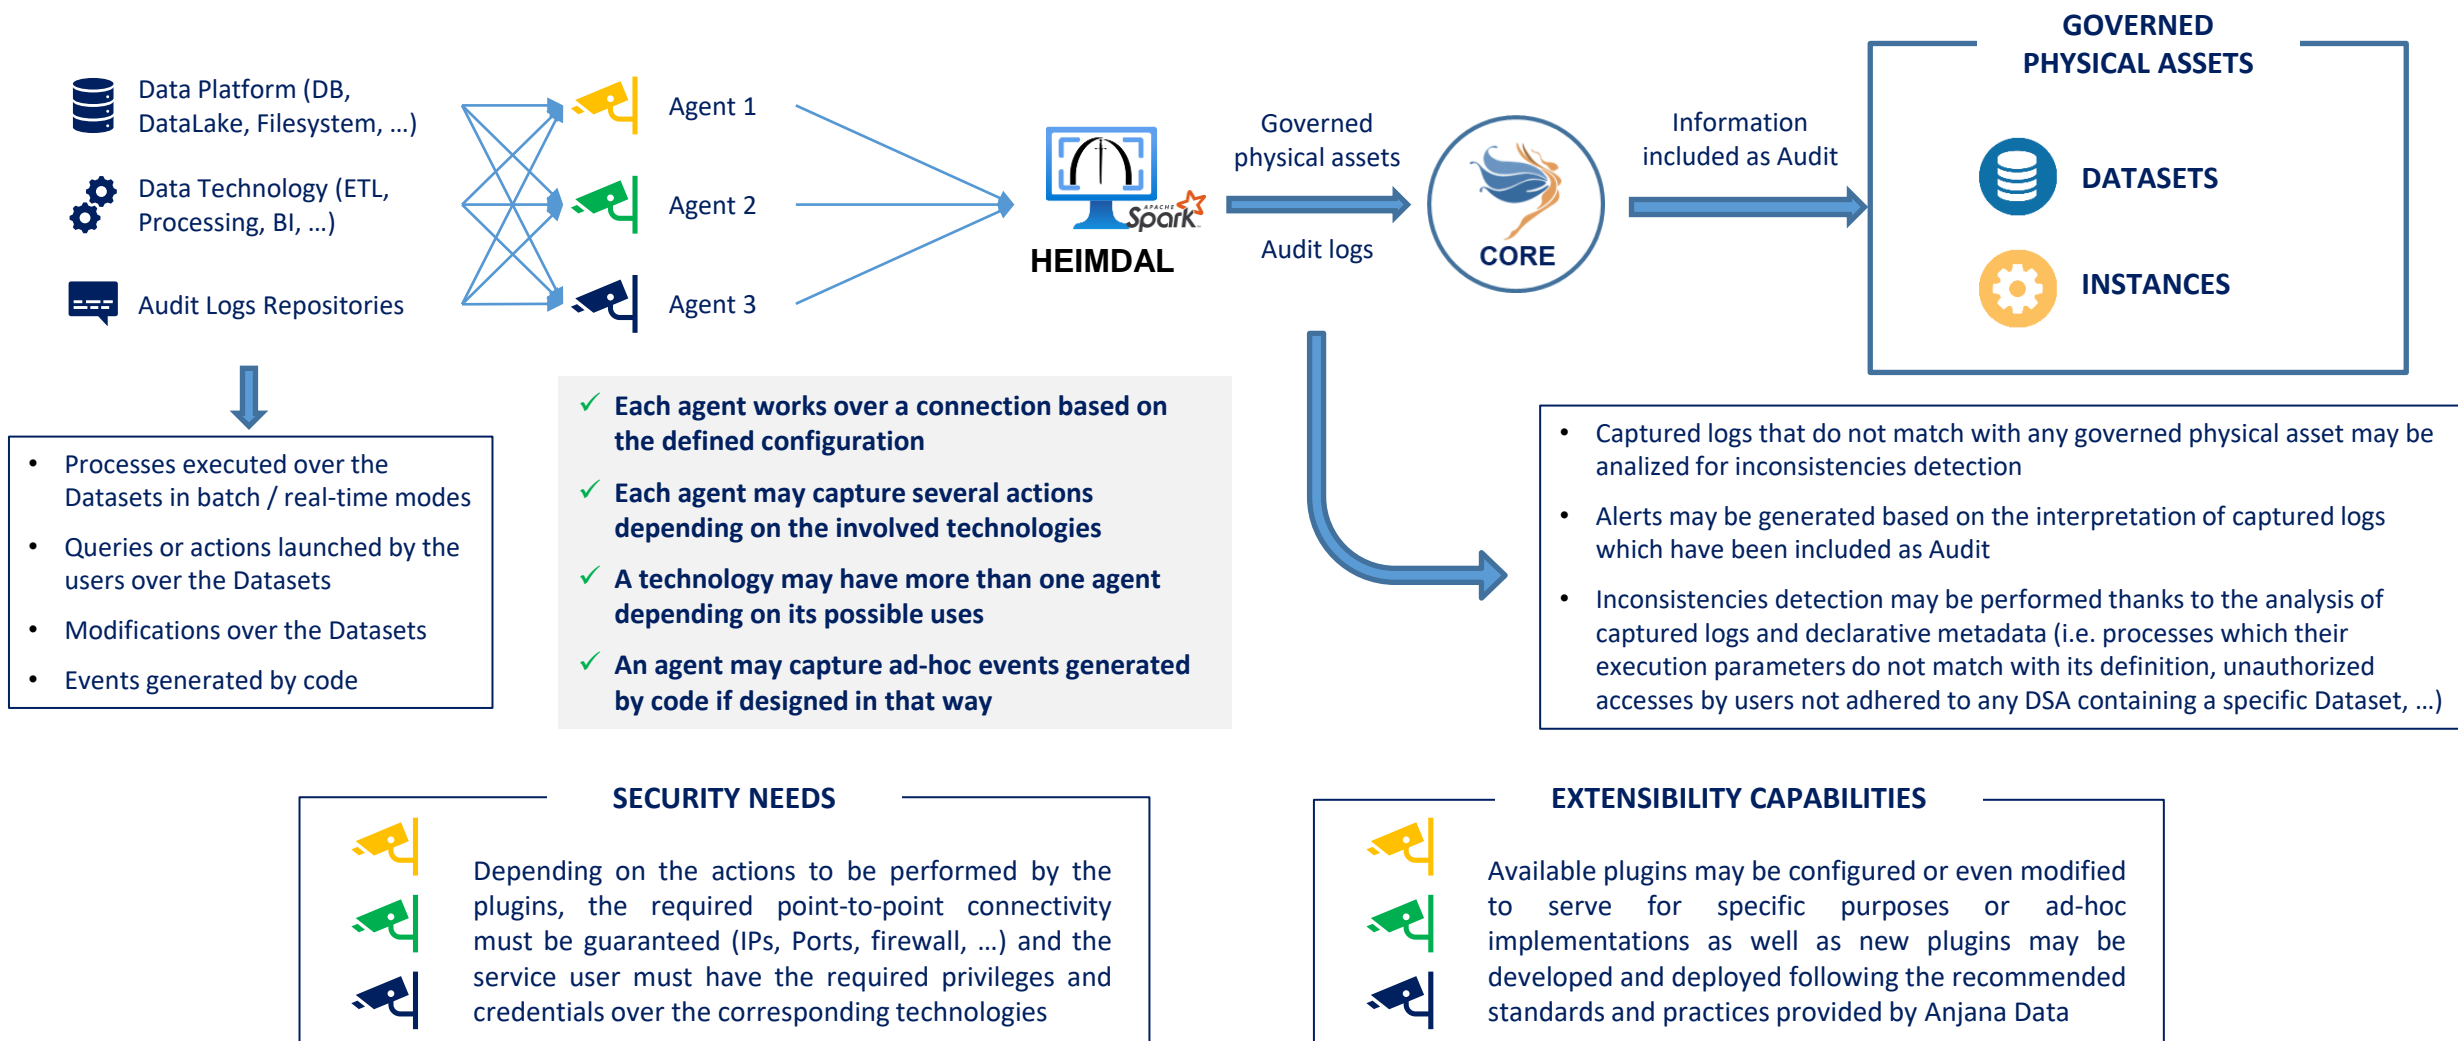 Data Platform (DB,
DataLake, Filesystem, ...)
Data Technology (ETL,
Processing, BI, ...)
Audit Logs Repositories
Agent 1
Agent 2
Agent 3
APACHE
Spark
HEIMDAL
Governed
physical assets
Audit logs
CORE
Information
included as Audit
GOVERNED
PHYSICAL ASSETS
DATASETS
INSTANCES
• Processes executed over the
Datasets in batch / real-time modes
• Queries or actions launched by the
users over the Datasets
• Modifications over the Datasets
• Events generated by code
✓ Each agent works over a connection based on
the defined configuration
✓ Each agent may capture several actions
depending on the involved technologies
✓ A technology may have more than one agent
depending on its possible uses
✓ An agent may capture ad-hoc events generated
by code if designed in that way
• Captured logs that do not match with any governed physical asset may be
analized for inconsistencies detection
• Alerts may be generated based on the interpretation of captured logs
which have been included as Audit
• Inconsistencies detection may be performed thanks to the analysis of
captured logs and declarative metadata (i.e. processes which their
execution parameters do not match with its definition, unauthorized
accesses by users not adhered to any DSA containing a specific Dataset, ...)
SECURITY NEEDS
Depending on the actions to be performed by the
plugins, the required point-to-point connectivity
must be guaranteed (IPs, Ports, firewall, ...) and the
service user must have the required privileges and
credentials over the corresponding technologies
EXTENSIBILITY CAPABILITIES
Available plugins may be configured or even modified
to serve for specific purposes or ad-hoc
implementations as well as new plugins may be
developed and deployed following the recommended
standards and practices provided by Anjana Data